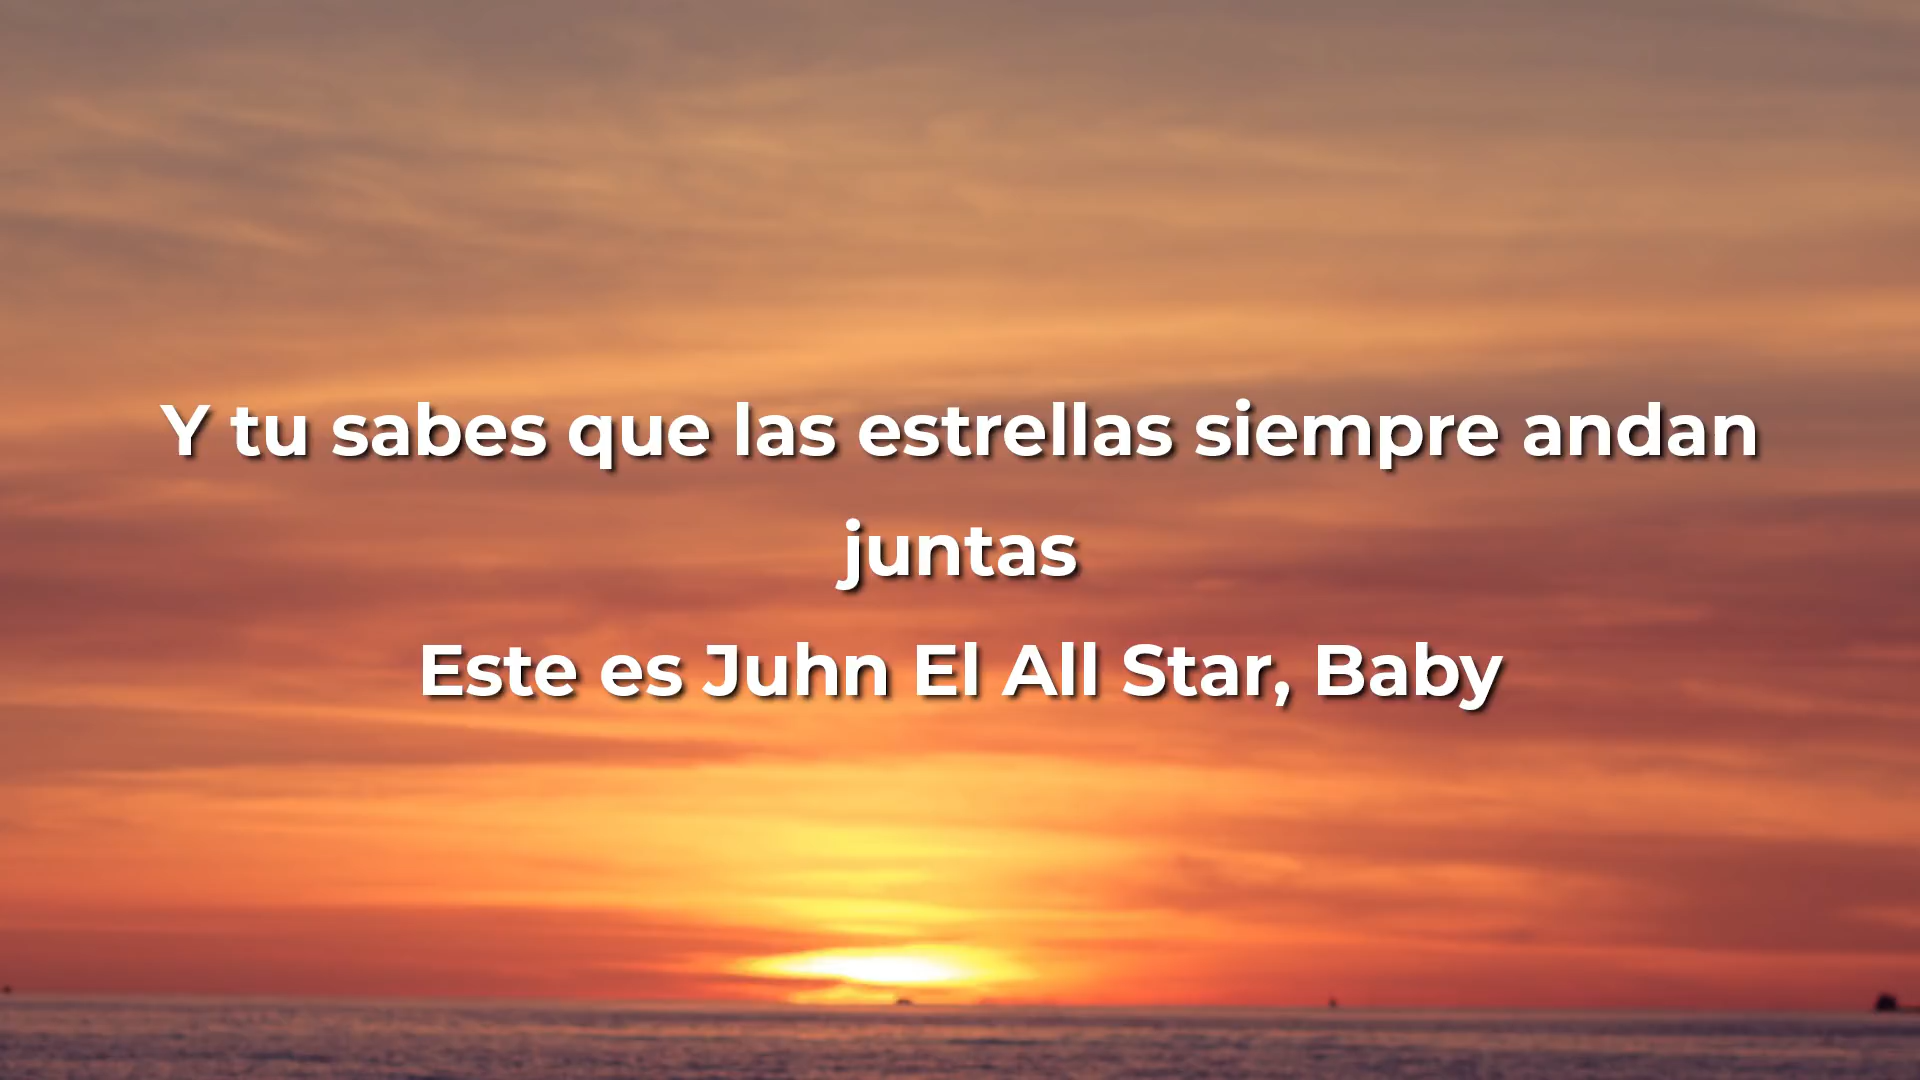 Y tu sabes que las estrellas siempre andan
juntas
Este es Juhn El All Star, Baby